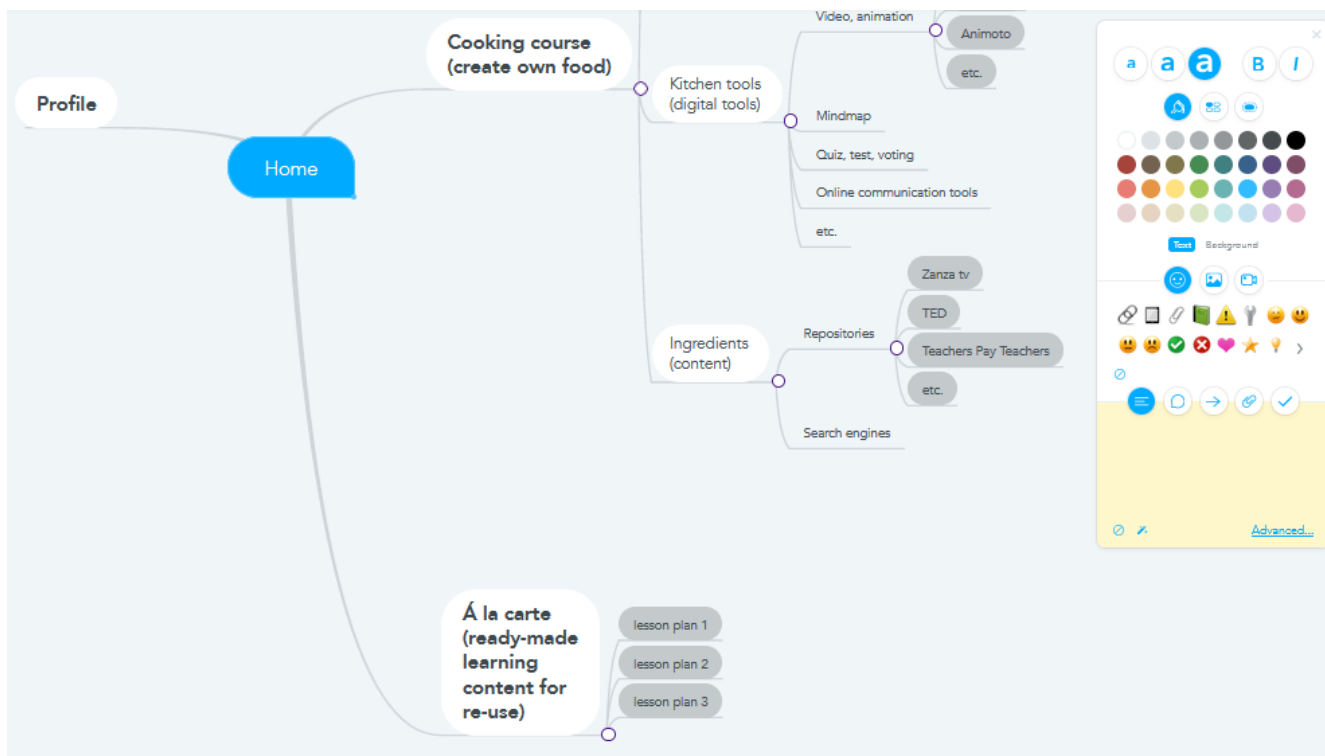 Profile
Home
Cooking course
(create own food)
Kitchen tools
(digital tools)
Video, animation
Animoto
etc.
Mindmap
Quiz, test, voting
Online communication tools
etc.
Ingredients
(content)
Repositories
Zanza tv
TED
Teachers Pay Teachers
etc.
Search engines
Á la carte
(ready-made
learning
content for
re-use)
lesson plan 1
lesson plan 2
lesson plan 3
a a a B I
Text Background
Advanced...